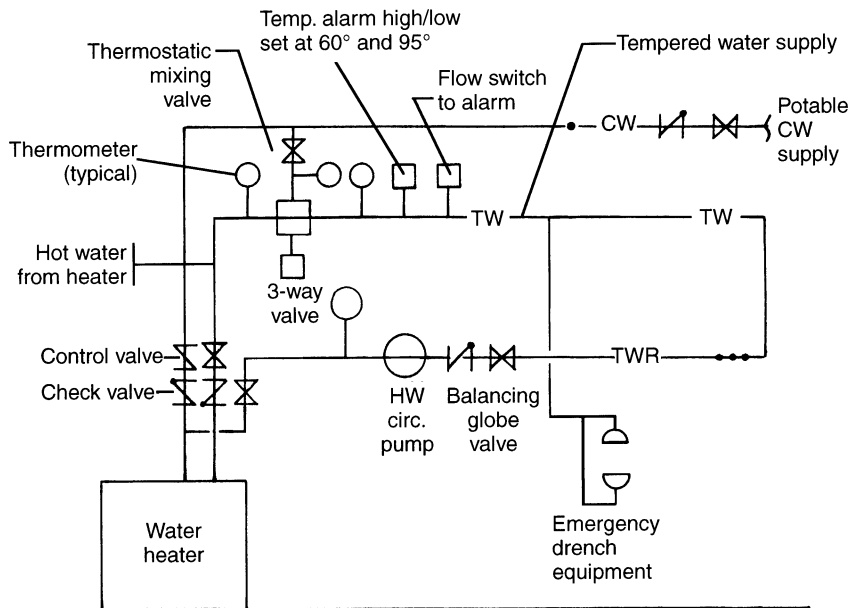 Temp. alarm high/low
set at 60° and 95°
Thermostatic
mixing
valve
Tempered water supply
Flow switch
to alarm
CW
Potable
CW
supply
Thermometer
(typical)
TW
TW
Hot water
from heater
3-way
valve
Control valve
TWR
Check valve
HW
circ.
pump
Balancing
globe
valve
Water
heater
Emergency
drench
equipment